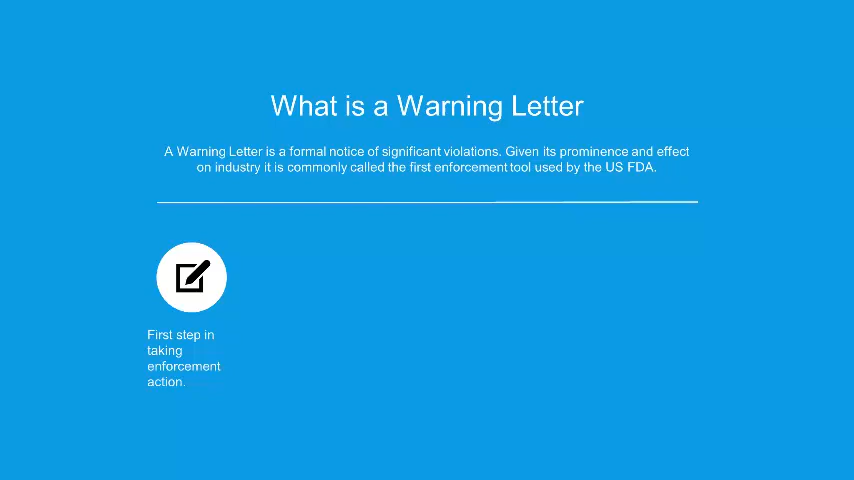 What is a Warning Letter
A Warning Letter is a formal notice of significant violations. Given its prominence and effect
on industry it is commonly called the first enforcement tool used by the US FDA.
First step in
taking
enforcement
action.